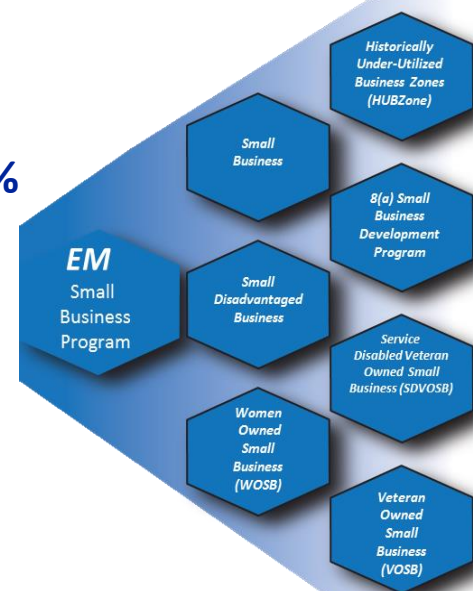 %
EM
Small
Business
Program
Small
Business
Small
Disadvantaged
Business
Women
Owned
Small
Business
(WOSB)
Historically
Under-Utilized
Business Zones
(HUBZone)
8(a) Small
Business
Development
Program
Service
Disabled Veteran
Owned Small
Business (SDVOSB)
Veteran
Owned
Small
Business
(VOSB)